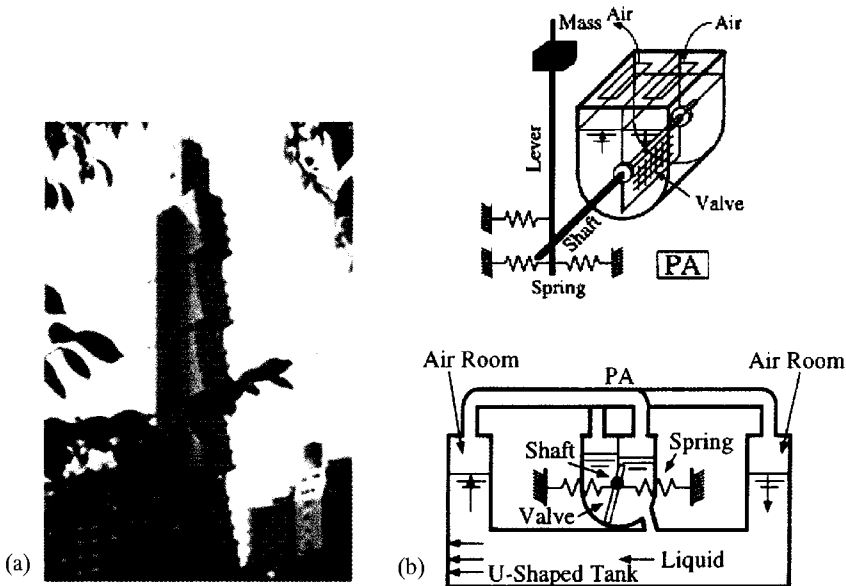 Mass
Air
Air
Lever
Valve
Shaft
PA
Spring
Air Room
PA
Air Room
Shaft
Spring
Valve
Liquid
U-Shaped Tank
(a)
(b)